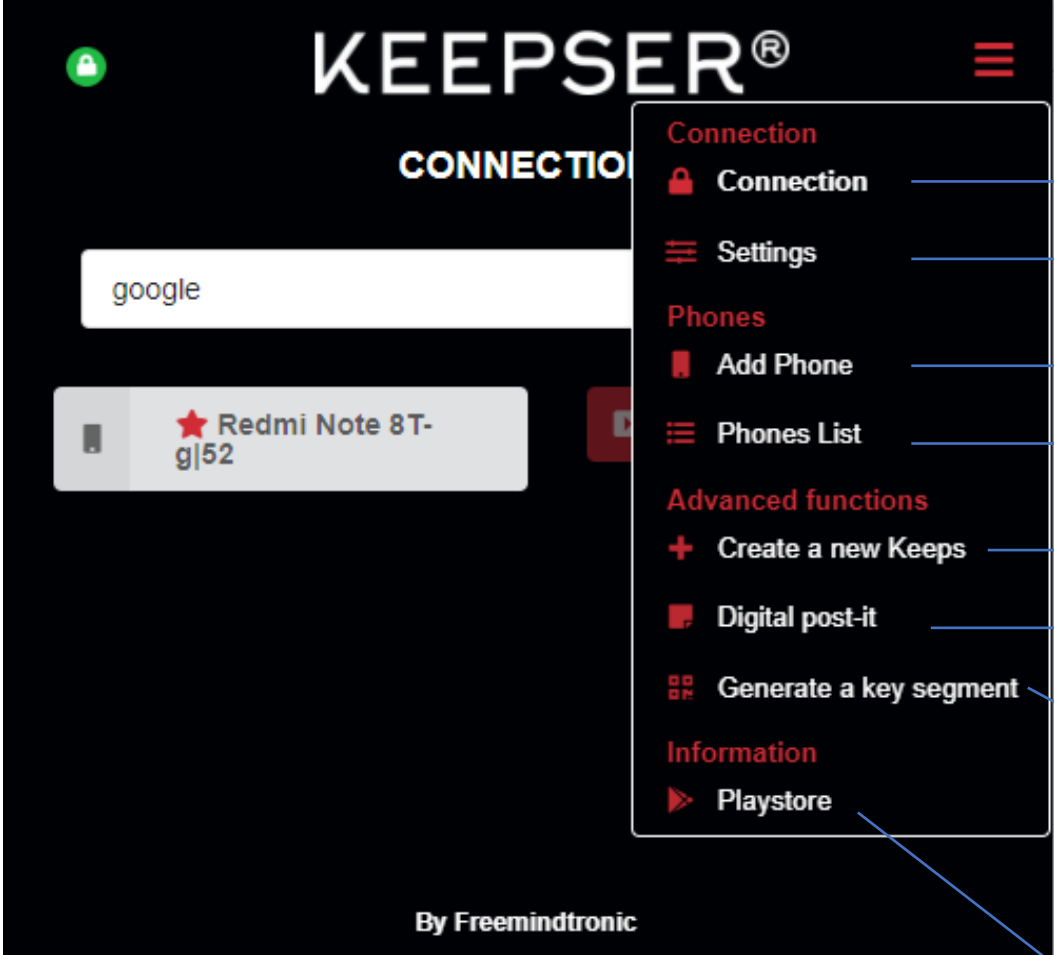 KEEPSER®
CONNECTIO
google
Redmi Note 8T-
g|52
Connection
Connection
Settings
Phones
Add Phone
Phones List
Advanced functions
Create a new Keeps
Digital post-it
Generate a key segment
Information
Playstore
By Freemindtronic